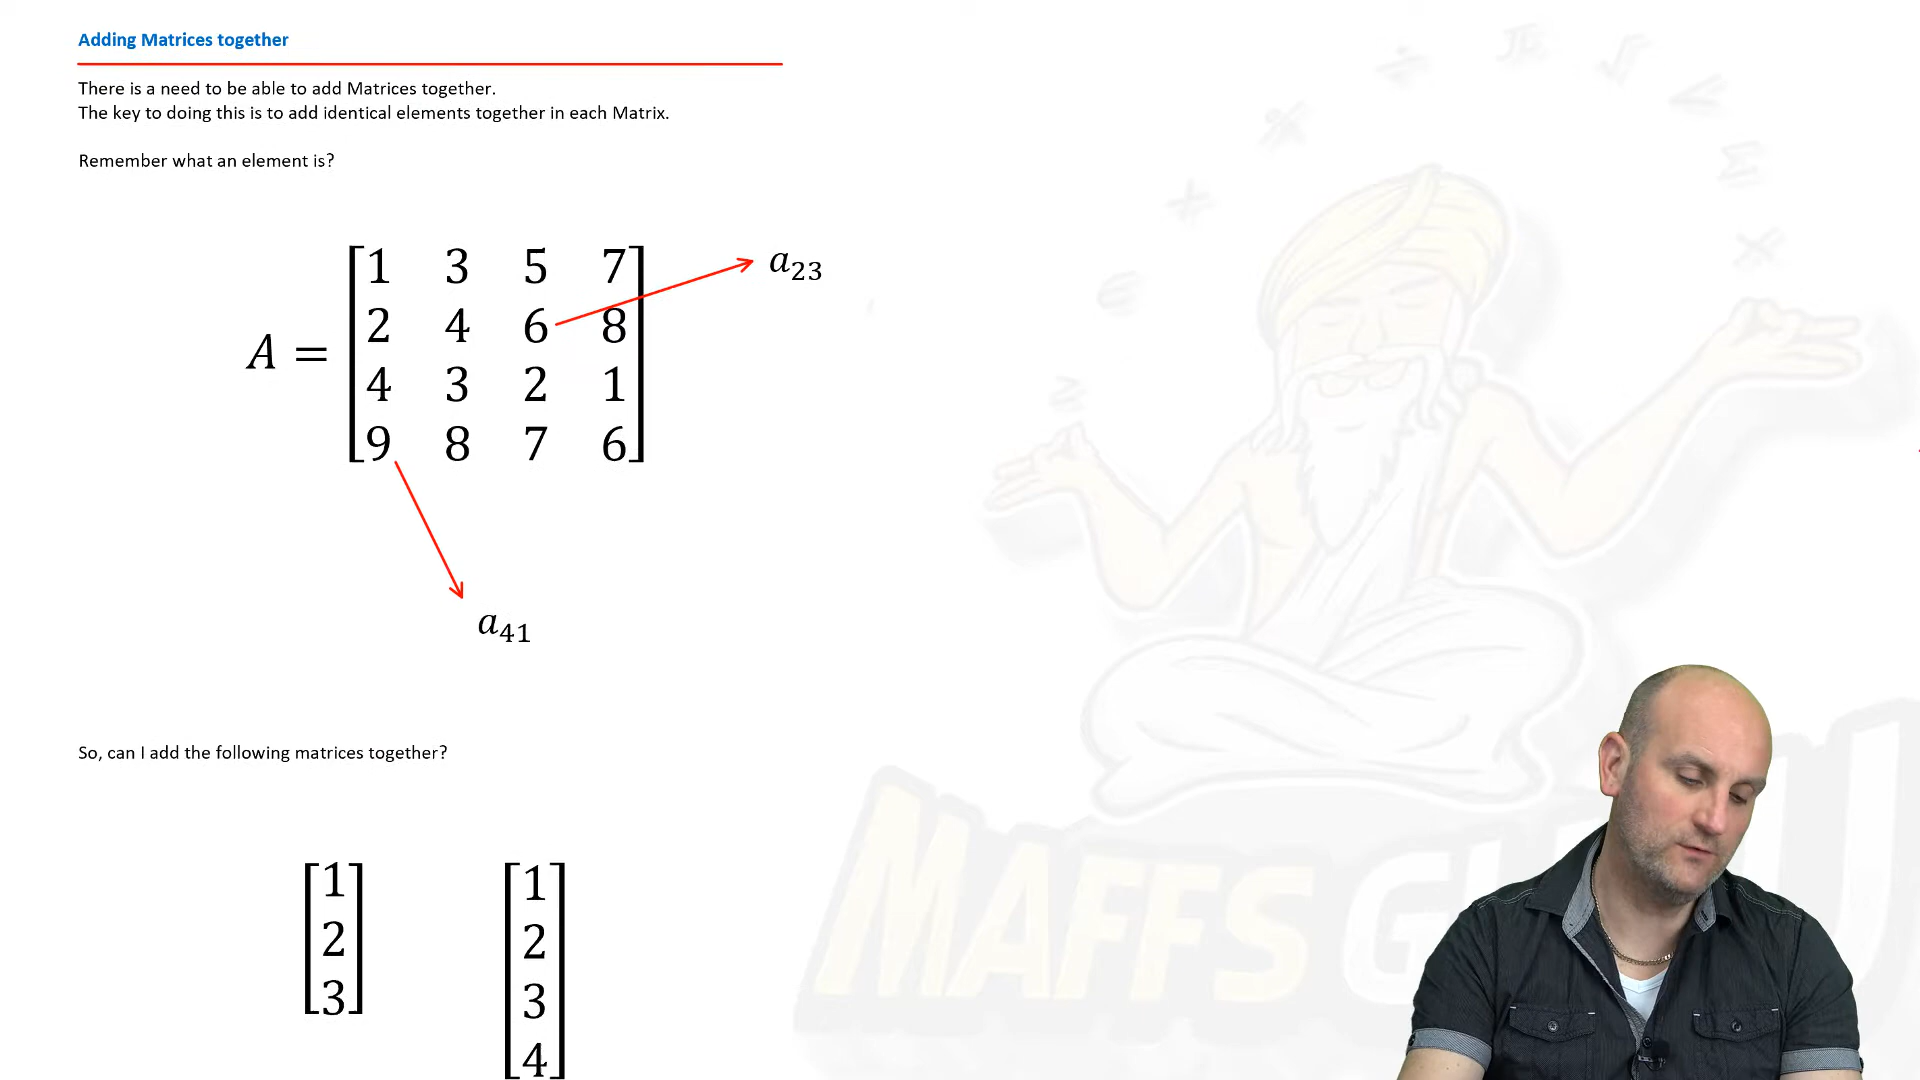 Adding Matrices together
There is a need to be able to add Matrices together.
The key to doing this is to add identical elements together in each Matrix.
Remember what an element is?
A = [1 3 5 7
2 4 6 8
4 3 2 1
9 8 7 6]
a₂₃
a₄₁
So, can I add the following matrices together?
[1
2
3]
[1
2
3
4]
MAFFS G